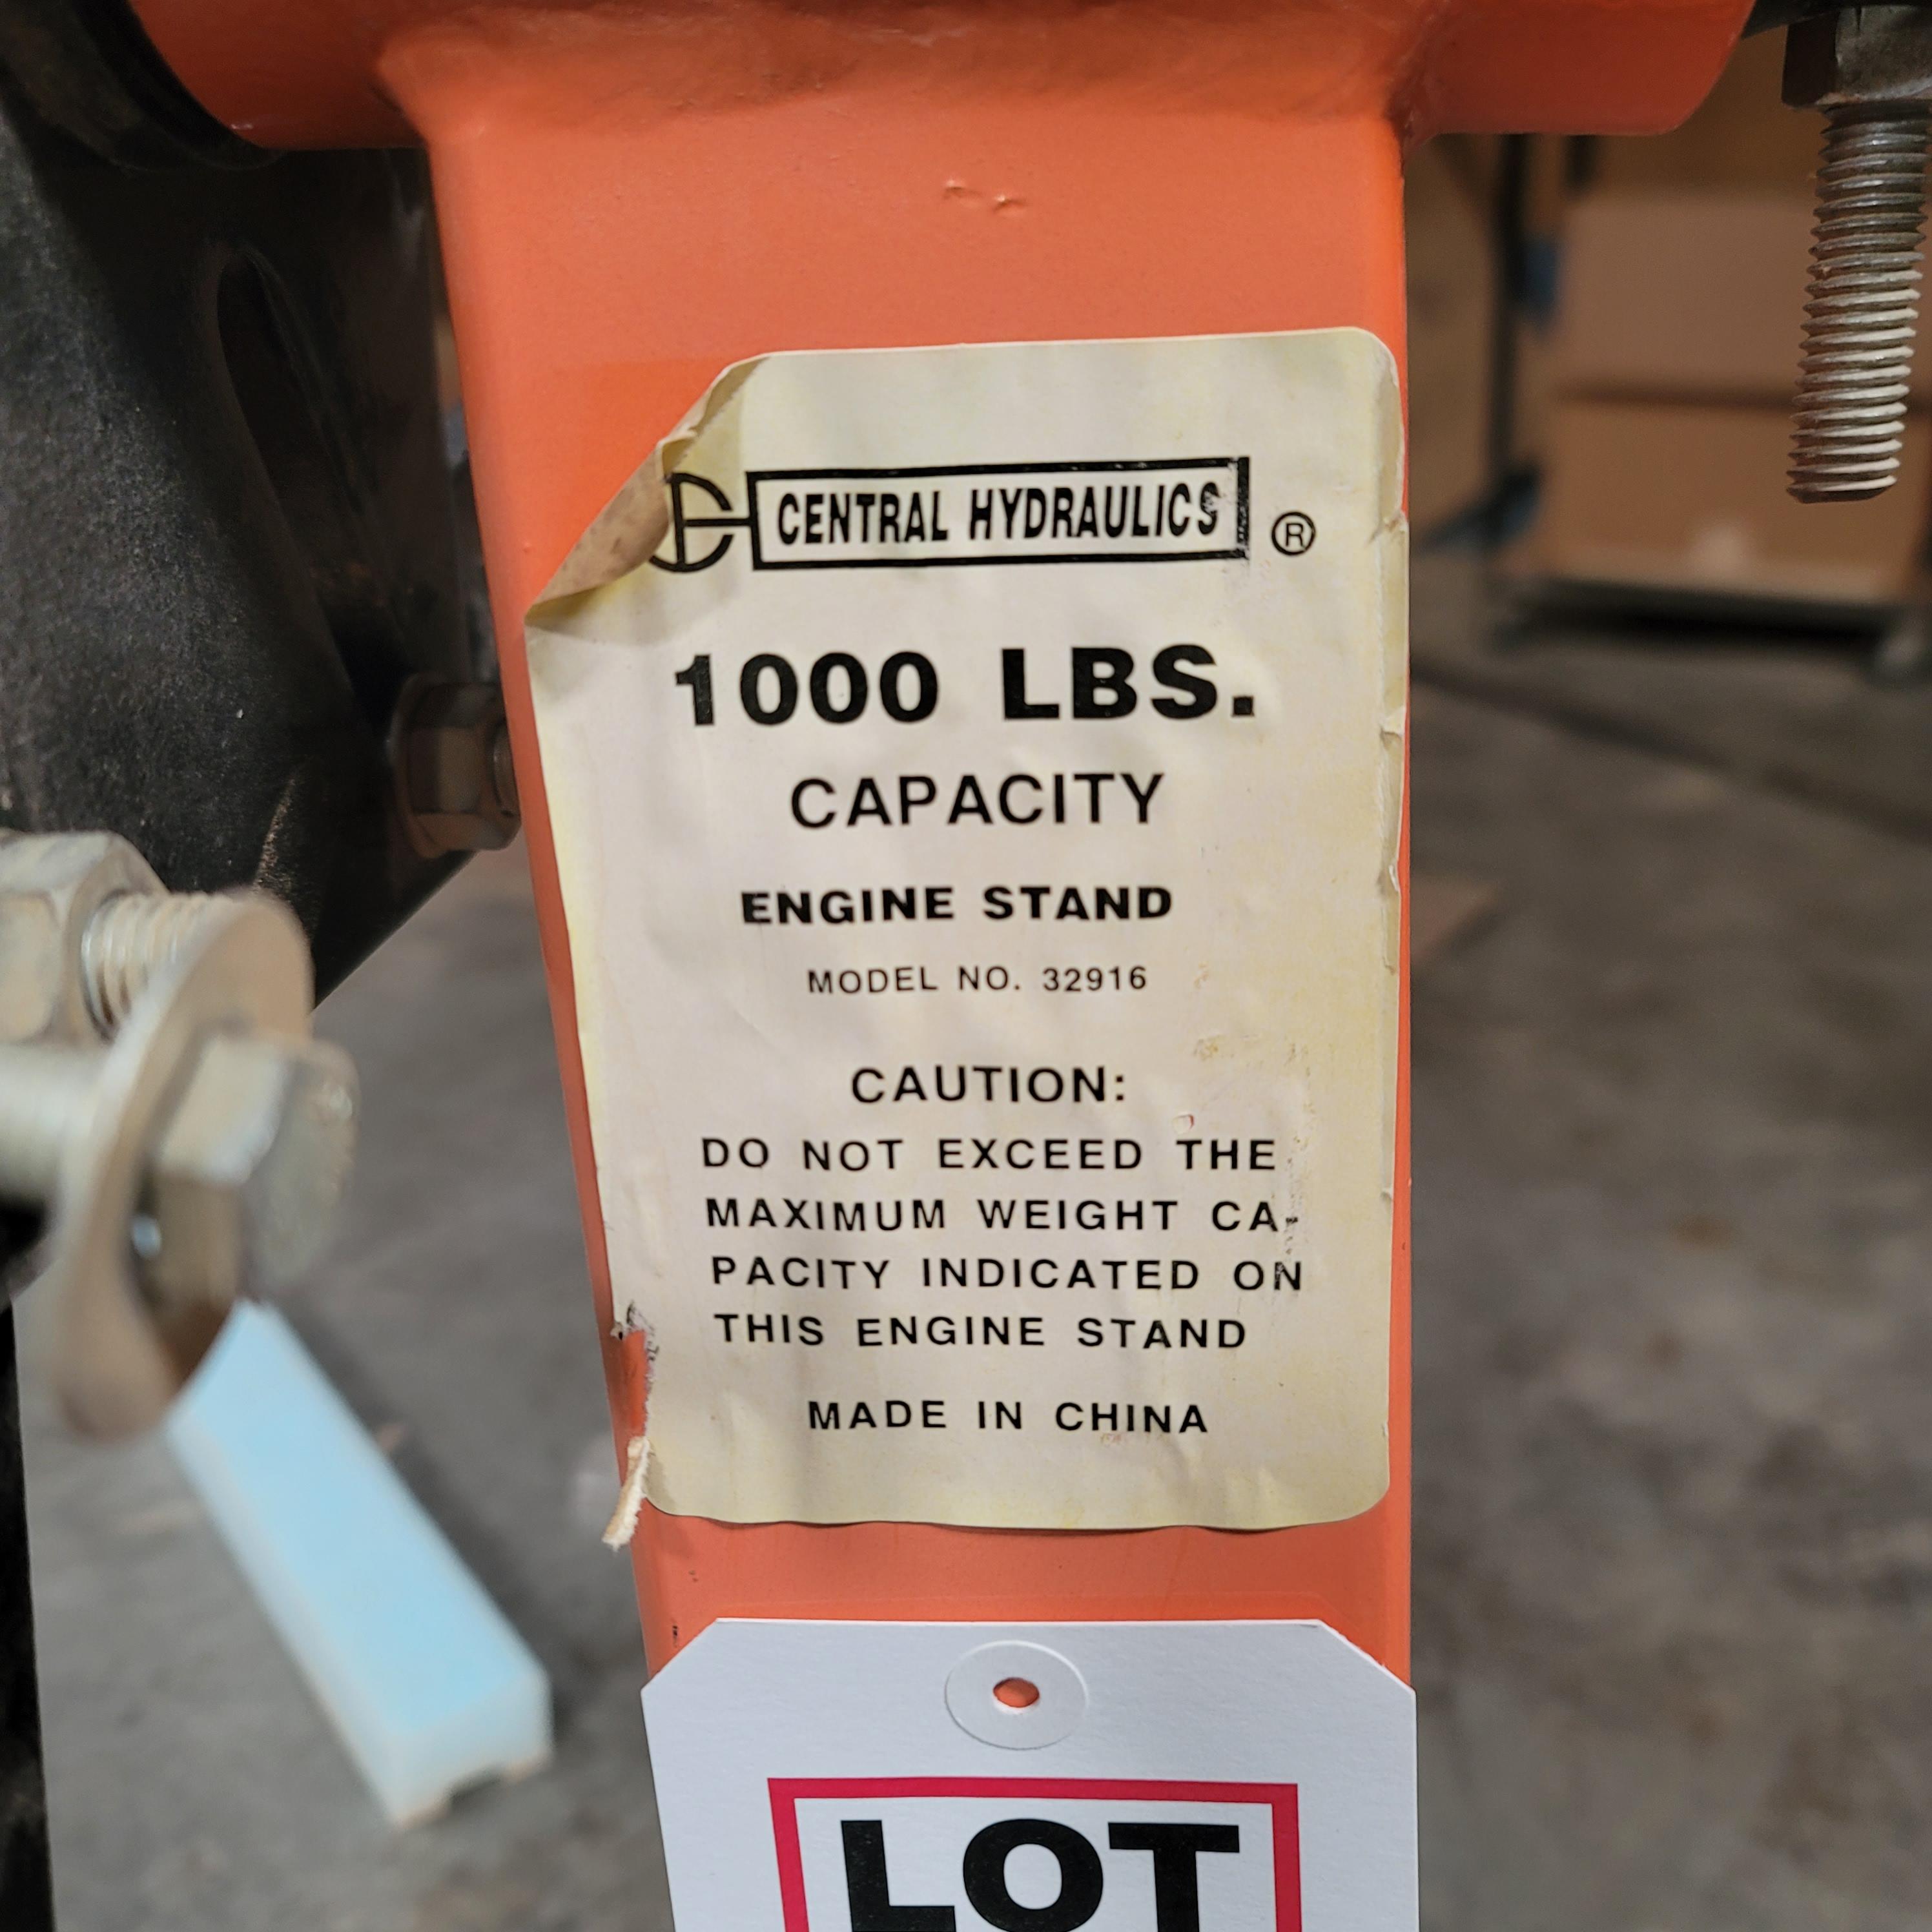 CENTRAL HYDRAULICS ®
1000 LBS.
CAPACITY
ENGINE STAND
MODEL NO. 32916
CAUTION:
DO NOT EXCEED THE
MAXIMUM WEIGHT CA-
PACITY INDICATED ON
THIS ENGINE STAND
MADE IN CHINA
LOT